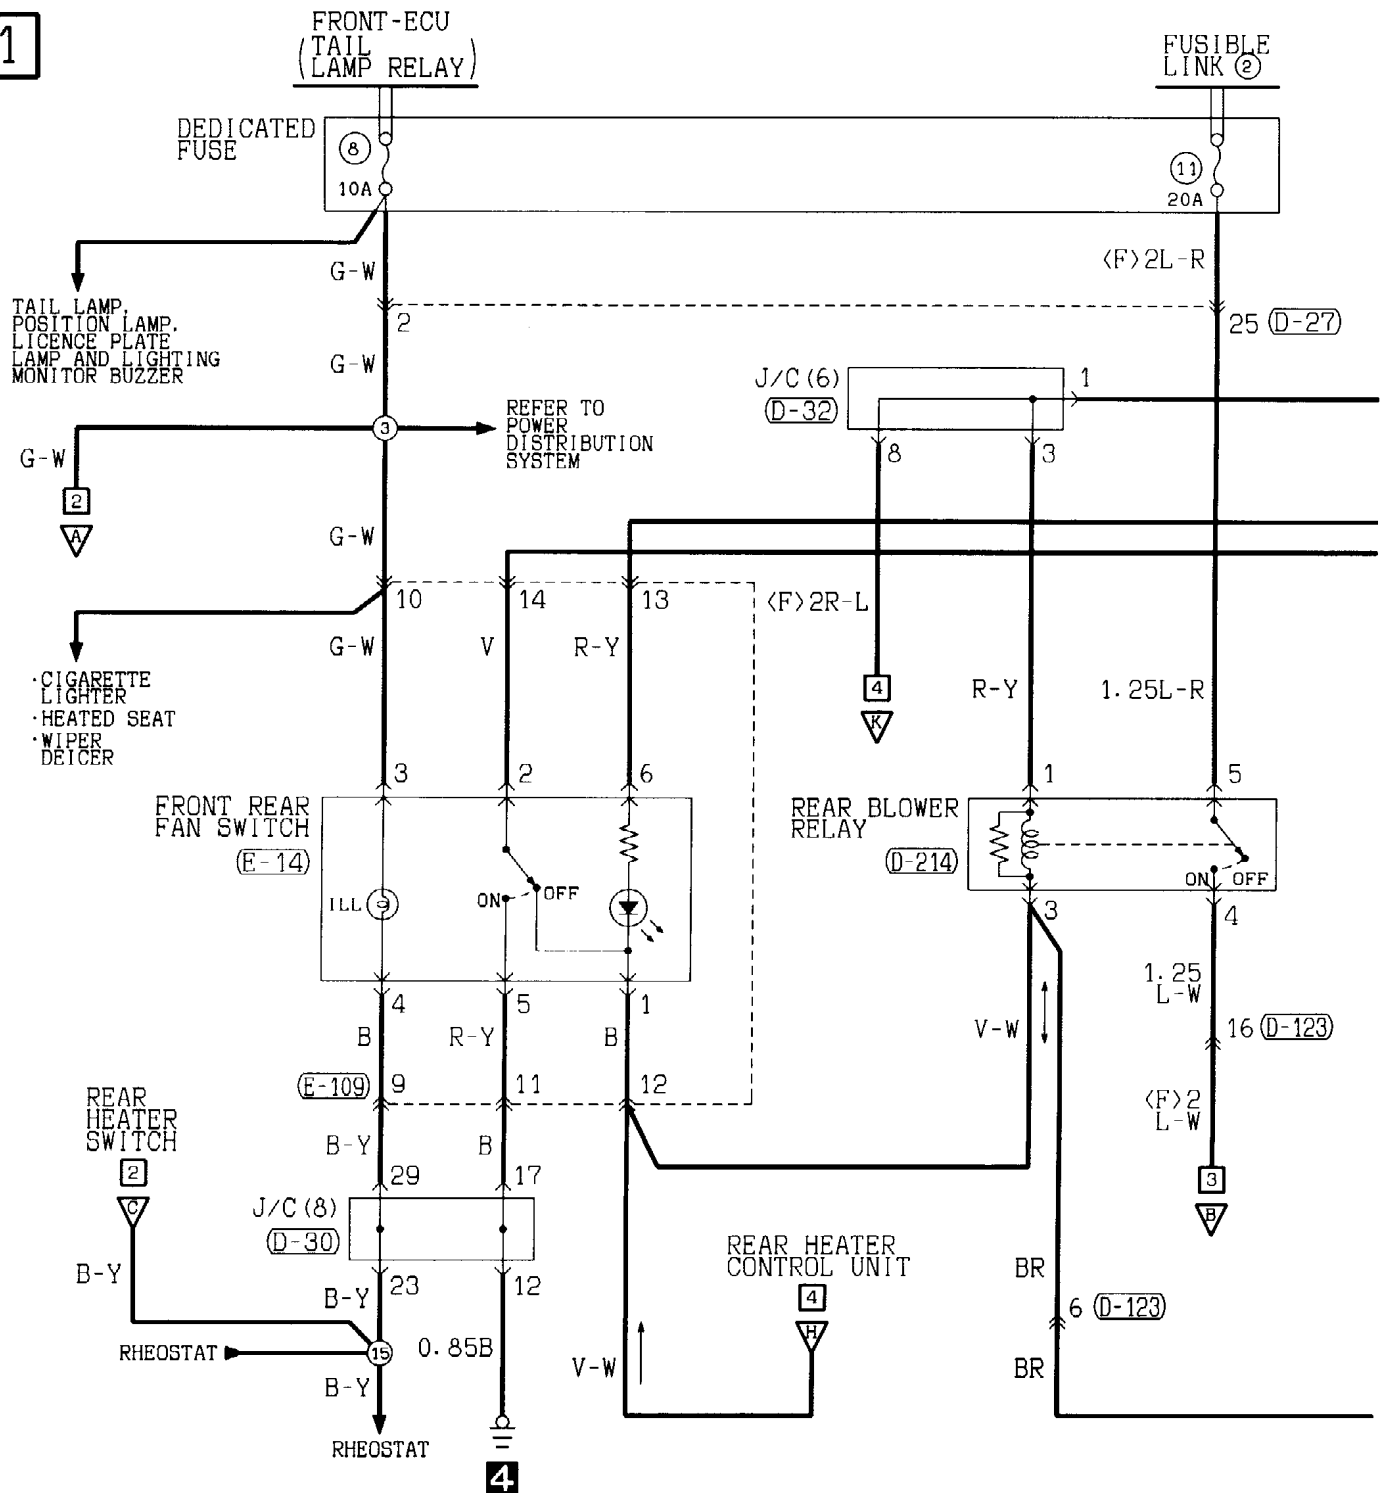 1
FRONT-ECU
(TAIL
LAMP RELAY)
FUSIBLE
LINK ②
DEDICATED
FUSE
8
10A
11
20A
G-W
<F>2L-R
TAIL LAMP,
POSITION LAMP,
LICENCE PLATE
LAMP AND LIGHTING
MONITOR BUZZER
2
25 (D-27)
G-W
J/C(6)
(D-32)
1
3
REFER TO
POWER
DISTRIBUTION
SYSTEM
8
3
G-W
2
A
G-W
10
14
13
<F>2R-L
G-W
V
R-Y
·CIGARETTE
LIGHTER
·HEATED SEAT
·WIPER
DEICER
4
K
R-Y
1.25L-R
3
2
6
1
5
FRONT REAR
FAN SWITCH
(E-14)
REAR BLOWER
RELAY
(D-214)
ILL
ON
OFF
ON
OFF
4
5
1
3
4
B
R-Y
B
V-W
1.25
L-W
16 (D-123)
(E-109)
9
11
12
REAR
HEATER
SWITCH
2
C
B-Y
B
<F>2
L-W
29
17
3
B
J/C(8)
(D-30)
REAR HEATER
CONTROL UNIT
4
H
B-Y
B-Y
23
12
BR
6 (D-123)
RHEOSTAT
15
0.85B
V-W
BR
B-Y
RHEOSTAT
4